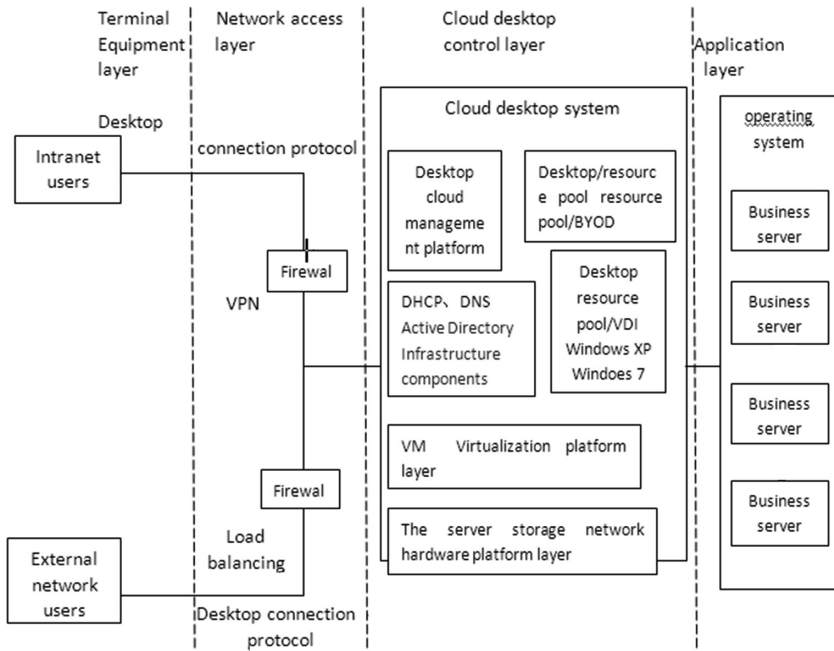 Terminal
Equipment
layer
Network access
layer
Cloud desktop
control layer
Application
layer
Desktop
connection protocol
Intranet
users
Firewal
VPN
Firewal
Load
balancing
External
network
users
Desktop connection
protocol
Cloud desktop system
Desktop
cloud
manageme
nt platform
Desktop/resourc
e pool resource
pool/BYOD
DHCP、DNS
Active Directory
Infrastructure
components
Desktop
resource
pool/VDI
Windows XP
Windoes 7
VM Virtualization platform
layer
The server storage network
hardware platform layer
operating
system
Business
server
Business
server
Business
server
Business
server